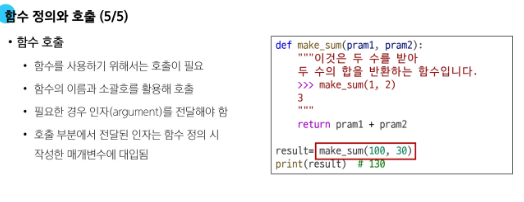 함수 정의와 호출 (5/5)
• 함수 호출
• 함수를 사용하기 위해서는 호출이 필요
• 함수의 이름과 소괄호를 활용해 호출
• 필요한 경우 인자(argument)를 전달해야 함
• 호출 부분에서 전달된 인자는 함수 정의 시
작성한 매개변수에 대입됨
def make_sum(pram1, pram2):
"""이것은 두 수를 받아
두 수의 합을 반환하는 함수입니다.
>>> make_sum(1, 2)
3
"""
return pram1 + pram2
result= make_sum(100, 30)
print(result)  # 130